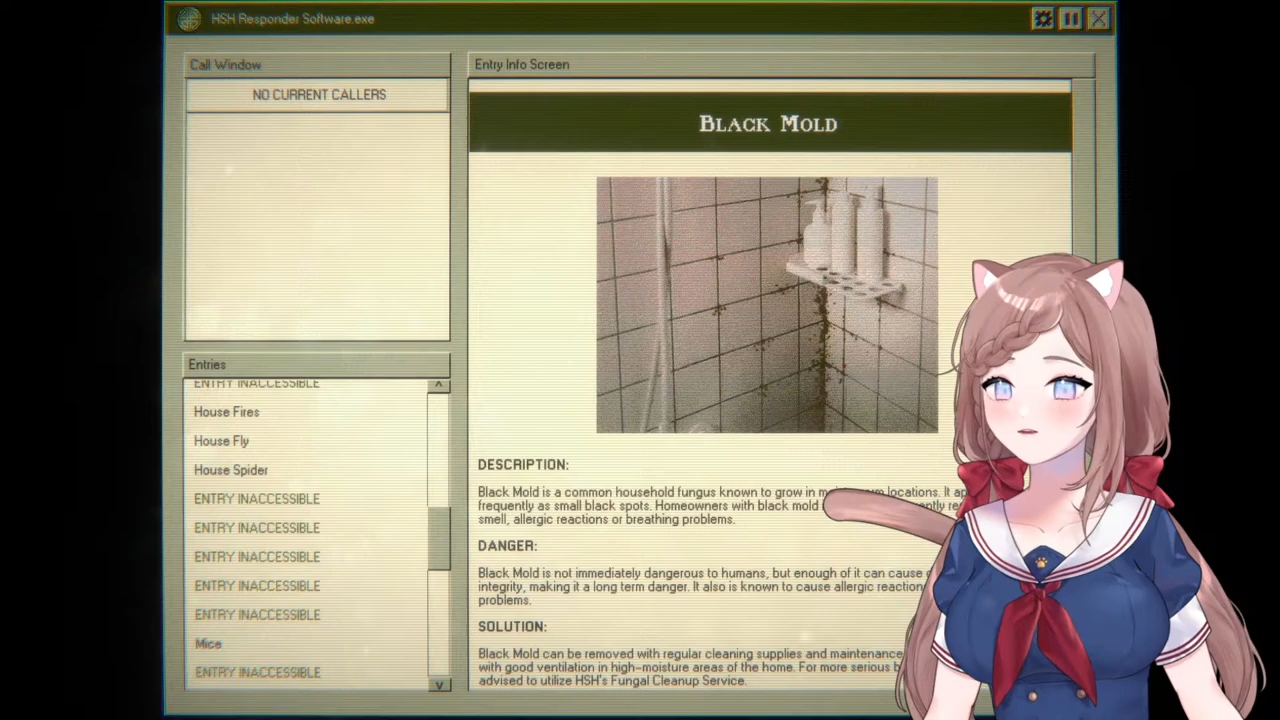 HSH Responder Software.exe
Call Window
NO CURRENT CALLERS
Entries
ENTRY INACCESSIBLE
House Fires
House Fly
House Spider
ENTRY INACCESSIBLE
ENTRY INACCESSIBLE
ENTRY INACCESSIBLE
ENTRY INACCESSIBLE
ENTRY INACCESSIBLE
Mice
ENTRY INACCESSIBLE
Entry Info Screen
BLACK MOLD
DESCRIPTION:
Black Mold is a common household fungus known to grow in locations. It
frequently as small black spots. Homeowners with black mold
smell, allergic reactions or breathing problems.
DANGER:
Black Mold is not immediately dangerous to humans, but enough of it can cause
integrity, making it a long term danger. It also is known to cause allergic
problems.
SOLUTION:
Black Mold can be removed with regular cleaning supplies and maintenance
with good ventilation in high-moisture areas of the home. For more serious
advised to utilize HSH's Fungal Cleanup Service.